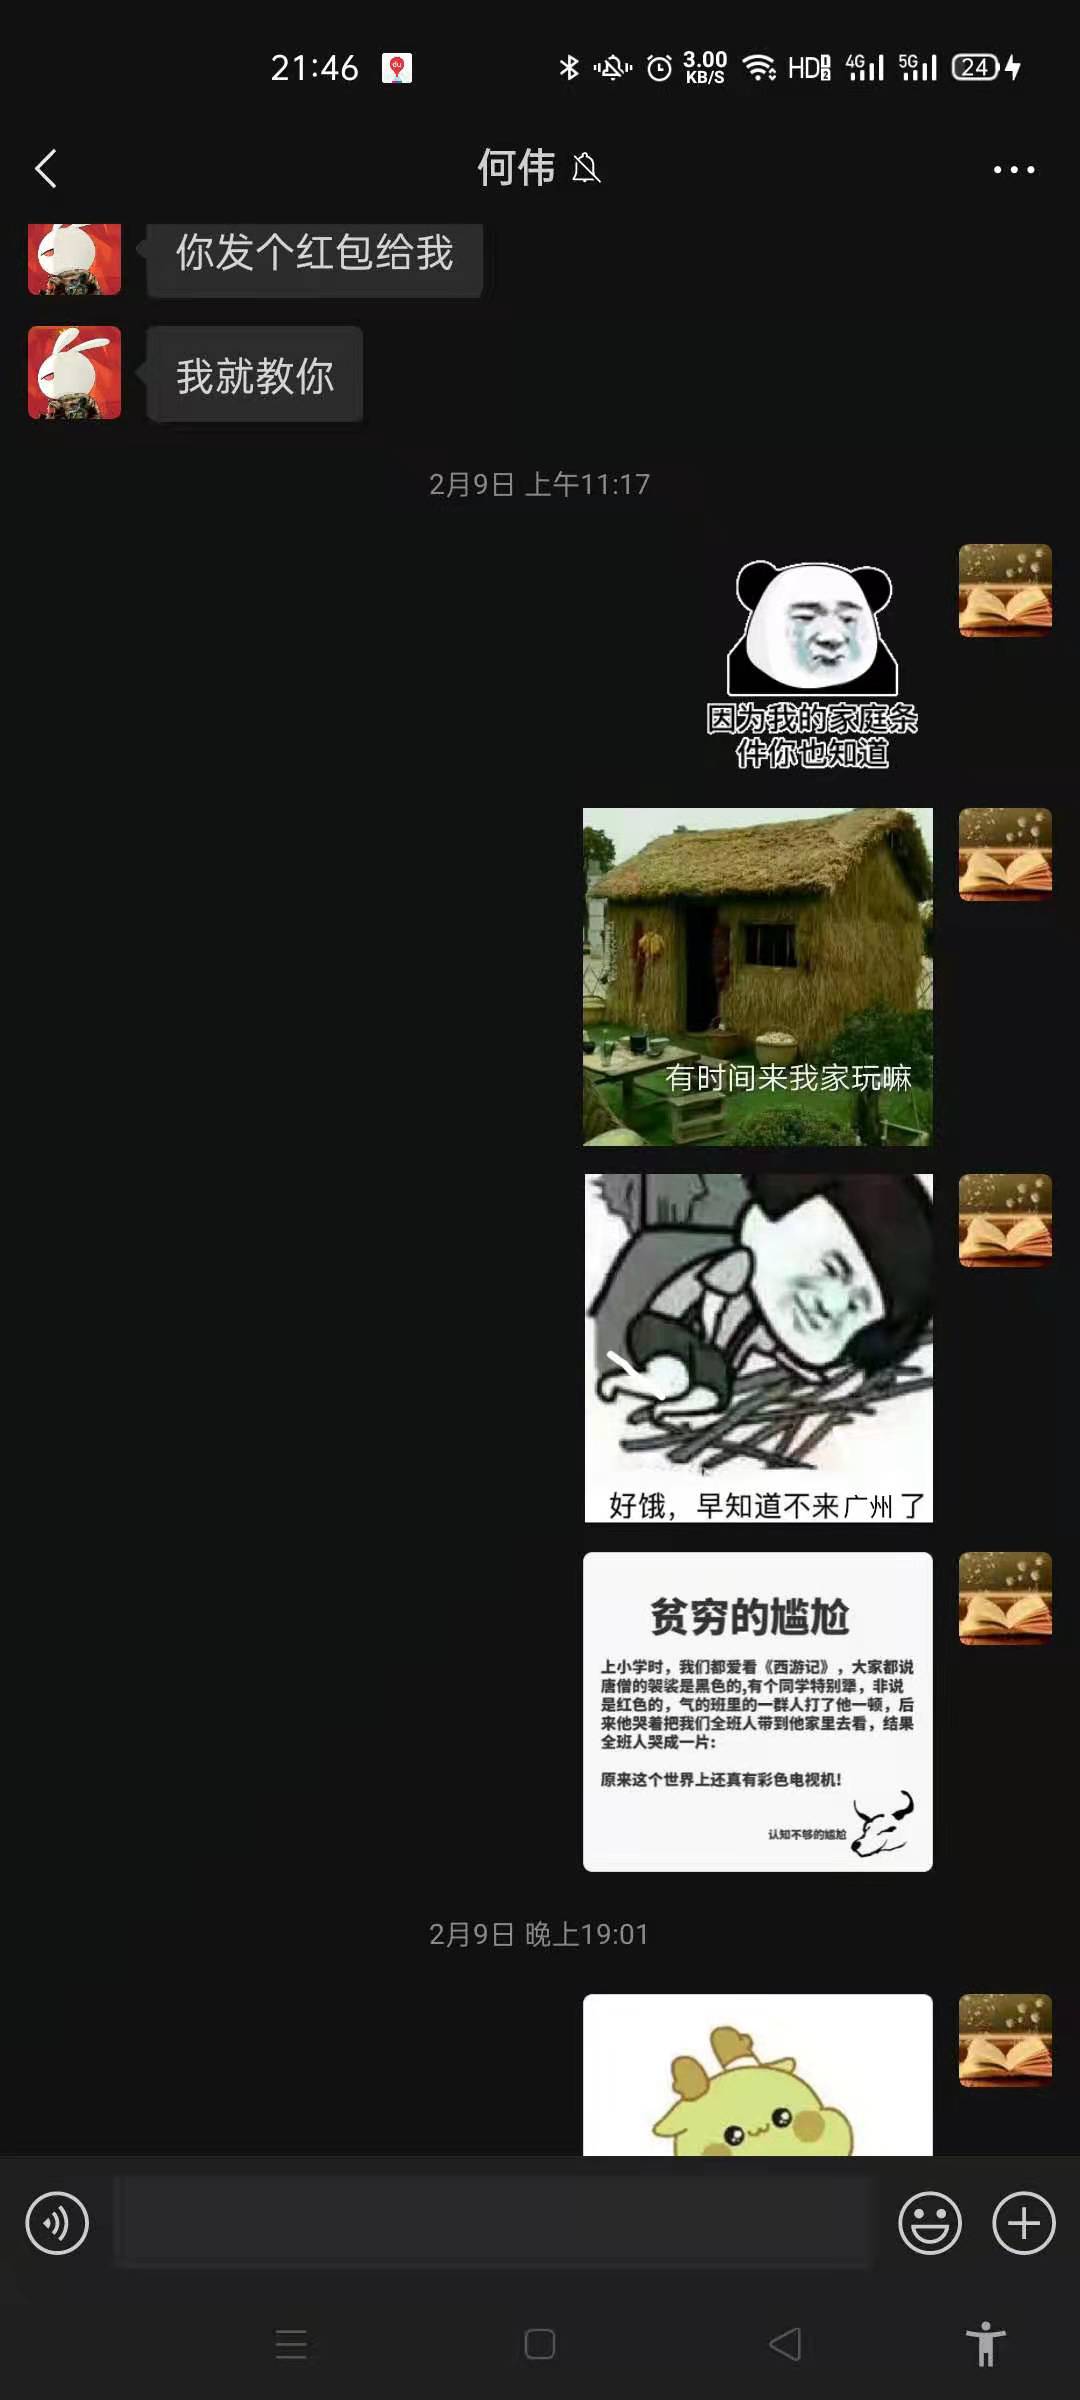 21:46
du
3.00
KB/S
HD
2
4G
5G
24
何伟
你发个红包给我
我就教你
2月9日 上午11:17
因为我的家庭条
件你也知道
有时间来我家玩嘛
好饿，早知道不来广州了
贫穷的尴尬
上小学时，我们都爱看《西游记》，大家都说
唐僧的袈裟是黑色的,有个同学特别犟，非说
是红色的，气的班里的一群人打了他一顿，后
来他哭着把我们全班人带到他家里去看，结果
全班人哭成一片:
原来这个世界上还真有彩色电视机!
认知不够的尴尬
2月9日 晚上19:01